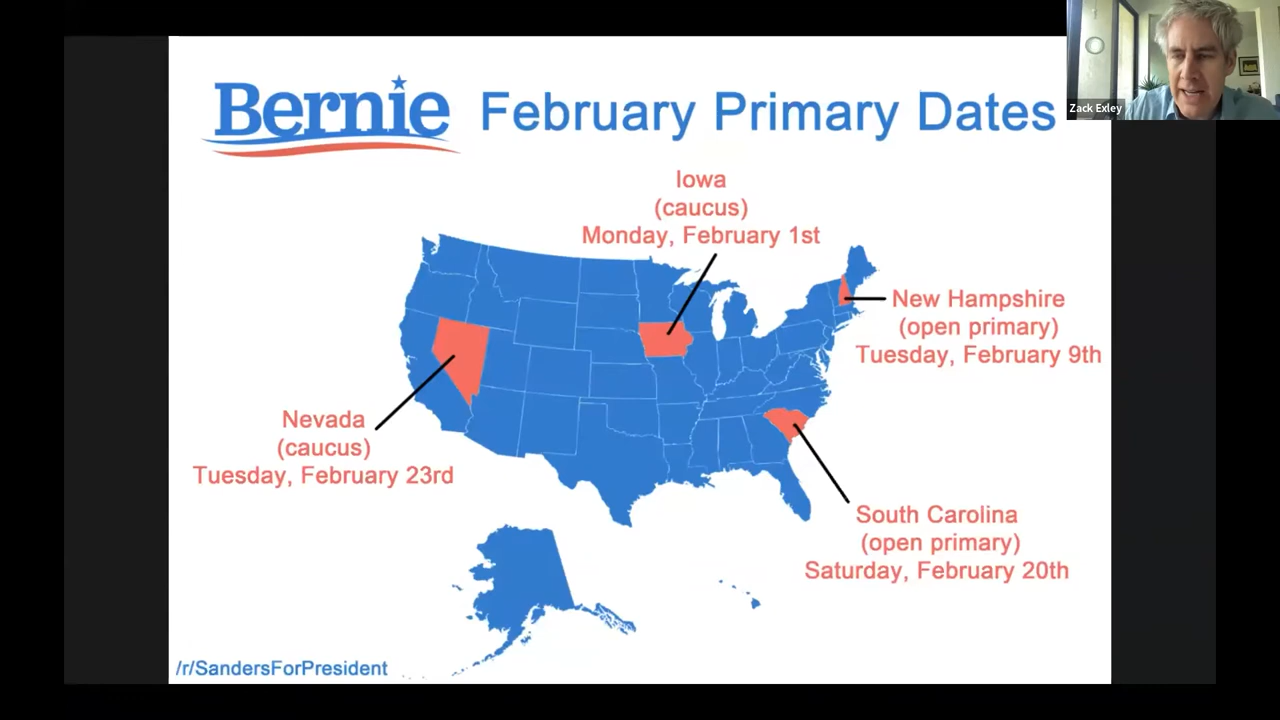 Bernie February Primary Dates
Zack Exley
Iowa
(caucus)
Monday, February 1st
New Hampshire
(open primary)
Tuesday, February 9th
Nevada
(caucus)
Tuesday, February 23rd
South Carolina
(open primary)
Saturday, February 20th
/r/SandersForPresident